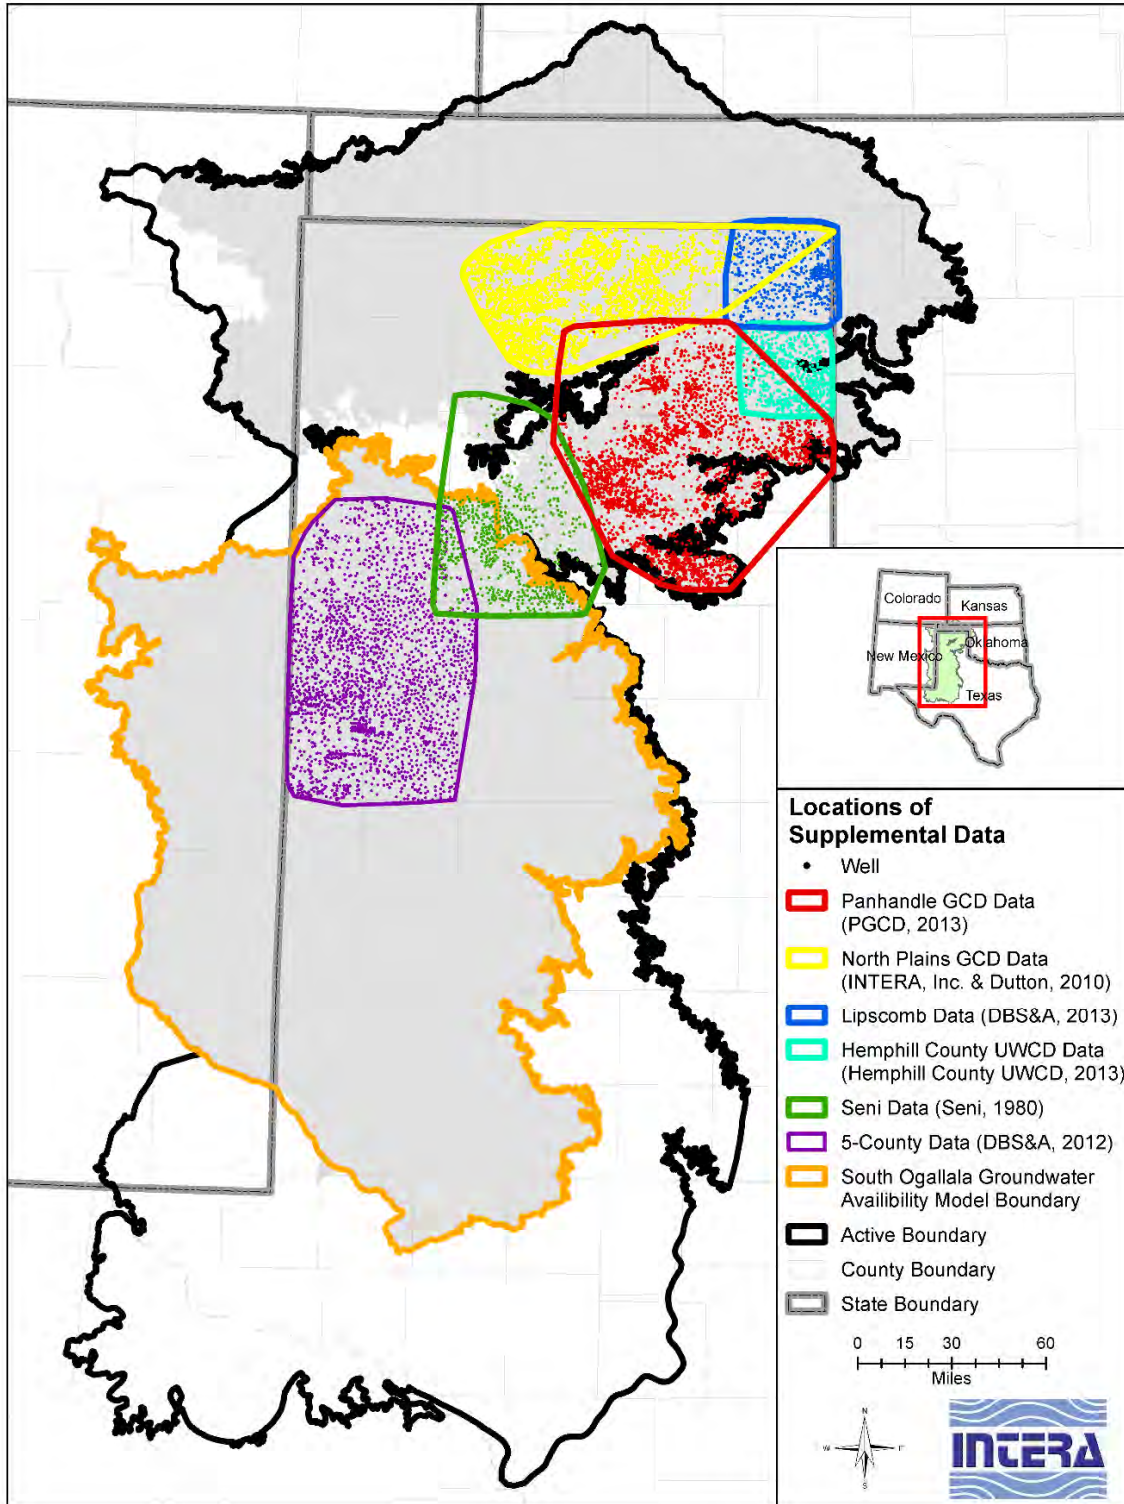 Colorado
Kansas
New Mexico
Oklahoma
Texas
Locations of
Supplemental Data
Well
Panhandle GCD Data
(PGCD, 2013)
North Plains GCD Data
(INTERA, Inc. & Dutton, 2010)
Lipscomb Data (DBS&A, 2013)
Hemphill County UWCD Data
(Hemphill County UWCD, 2013)
Seni Data (Seni, 1980)
5-County Data (DBS&A, 2012)
South Ogallala Groundwater
Availibility Model Boundary
Active Boundary
County Boundary
State Boundary
0 15 30 60
Miles
N
W E
S
INTERA